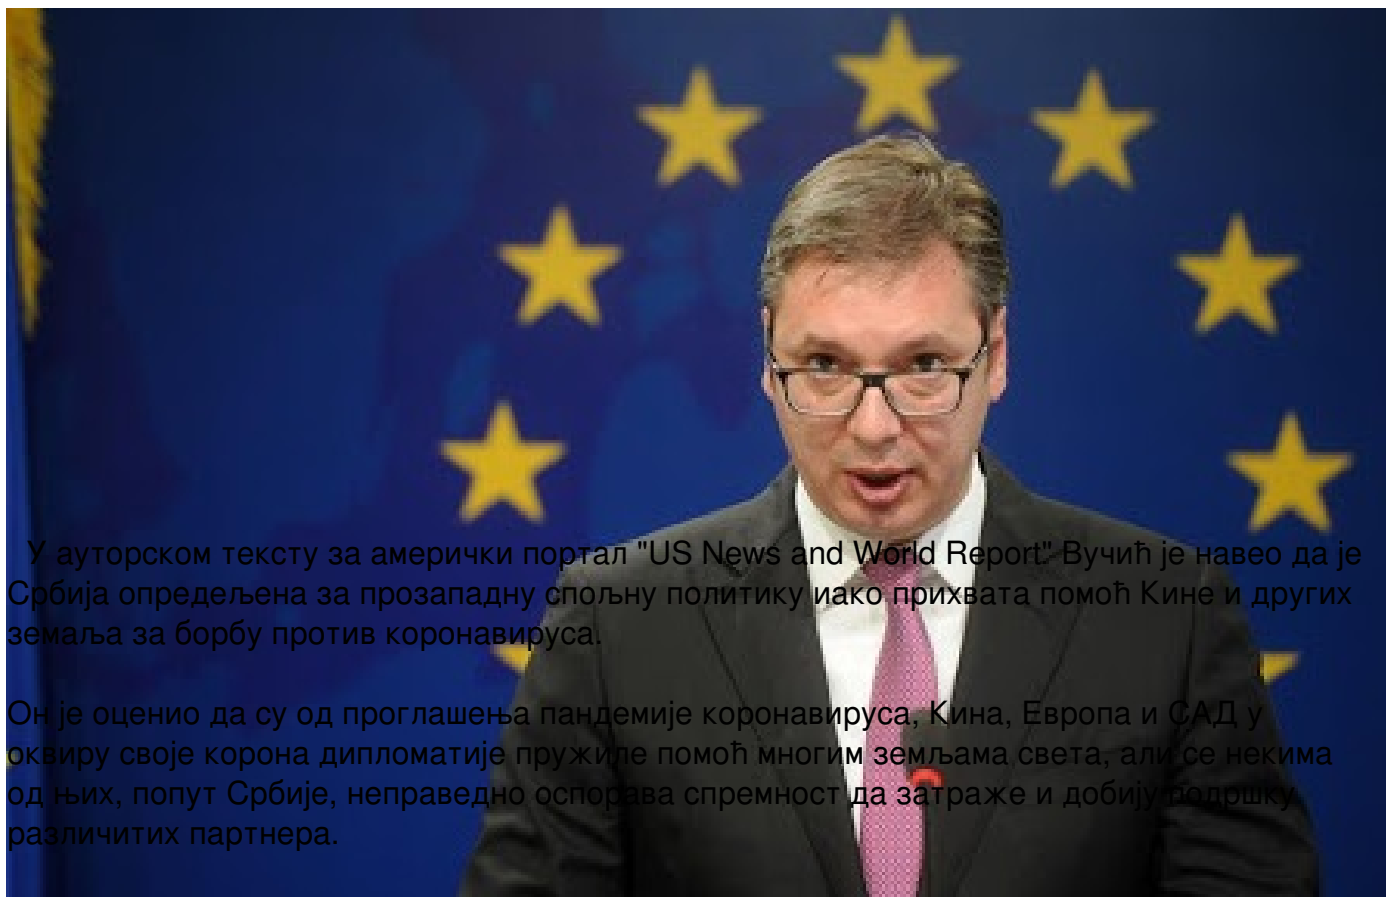 У ауторском тексту за амерички портал "US News and World Report" Вучић је навео да је
Србија опредељена за прозападну спољну политику иако прихвата помоћ Кине и других
земаља за борбу против коронавируса.
Он је оценио да су од проглашења пандемије коронавируса, Кина, Европа и САД у
оквиру своје корона дипломатије пружиле помоћ многим земљама света, али се некима
од њих, попут Србије, неправедно оспорава спремност да затраже и добију подршку
различитих партнера.